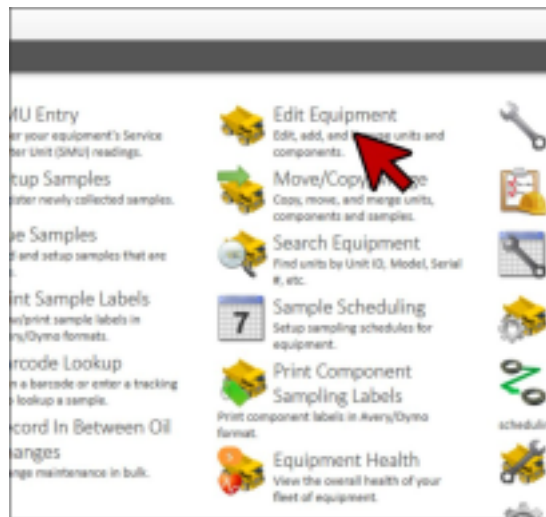 MU Entry
er your equipment's Service
ter Unit (SMU) readings.
tup Samples
ister newly collected samples.
ue Samples
d and setup samples that are
int Sample Labels
w/print sample labels in
ery/Dymo formats.
rcode Lookup
n a barcode or enter a tracking
lookup a sample.
cord In Between Oil
anges
ange maintenance in bulk.
Edit Equipment
Edit, add, and units and
components.
Move/Copy
Copy, move, and merge units,
components and samples.
Search Equipment
Find units by Unit ID, Model, Serial
#, etc.
7
Sample Scheduling
Setup sampling schedules for
equipment.
Print Component
Sampling Labels
Print component labels in Avery/Dymo
format.
Equipment Health
View the overall health of your
fleet of equipment.
schedulin